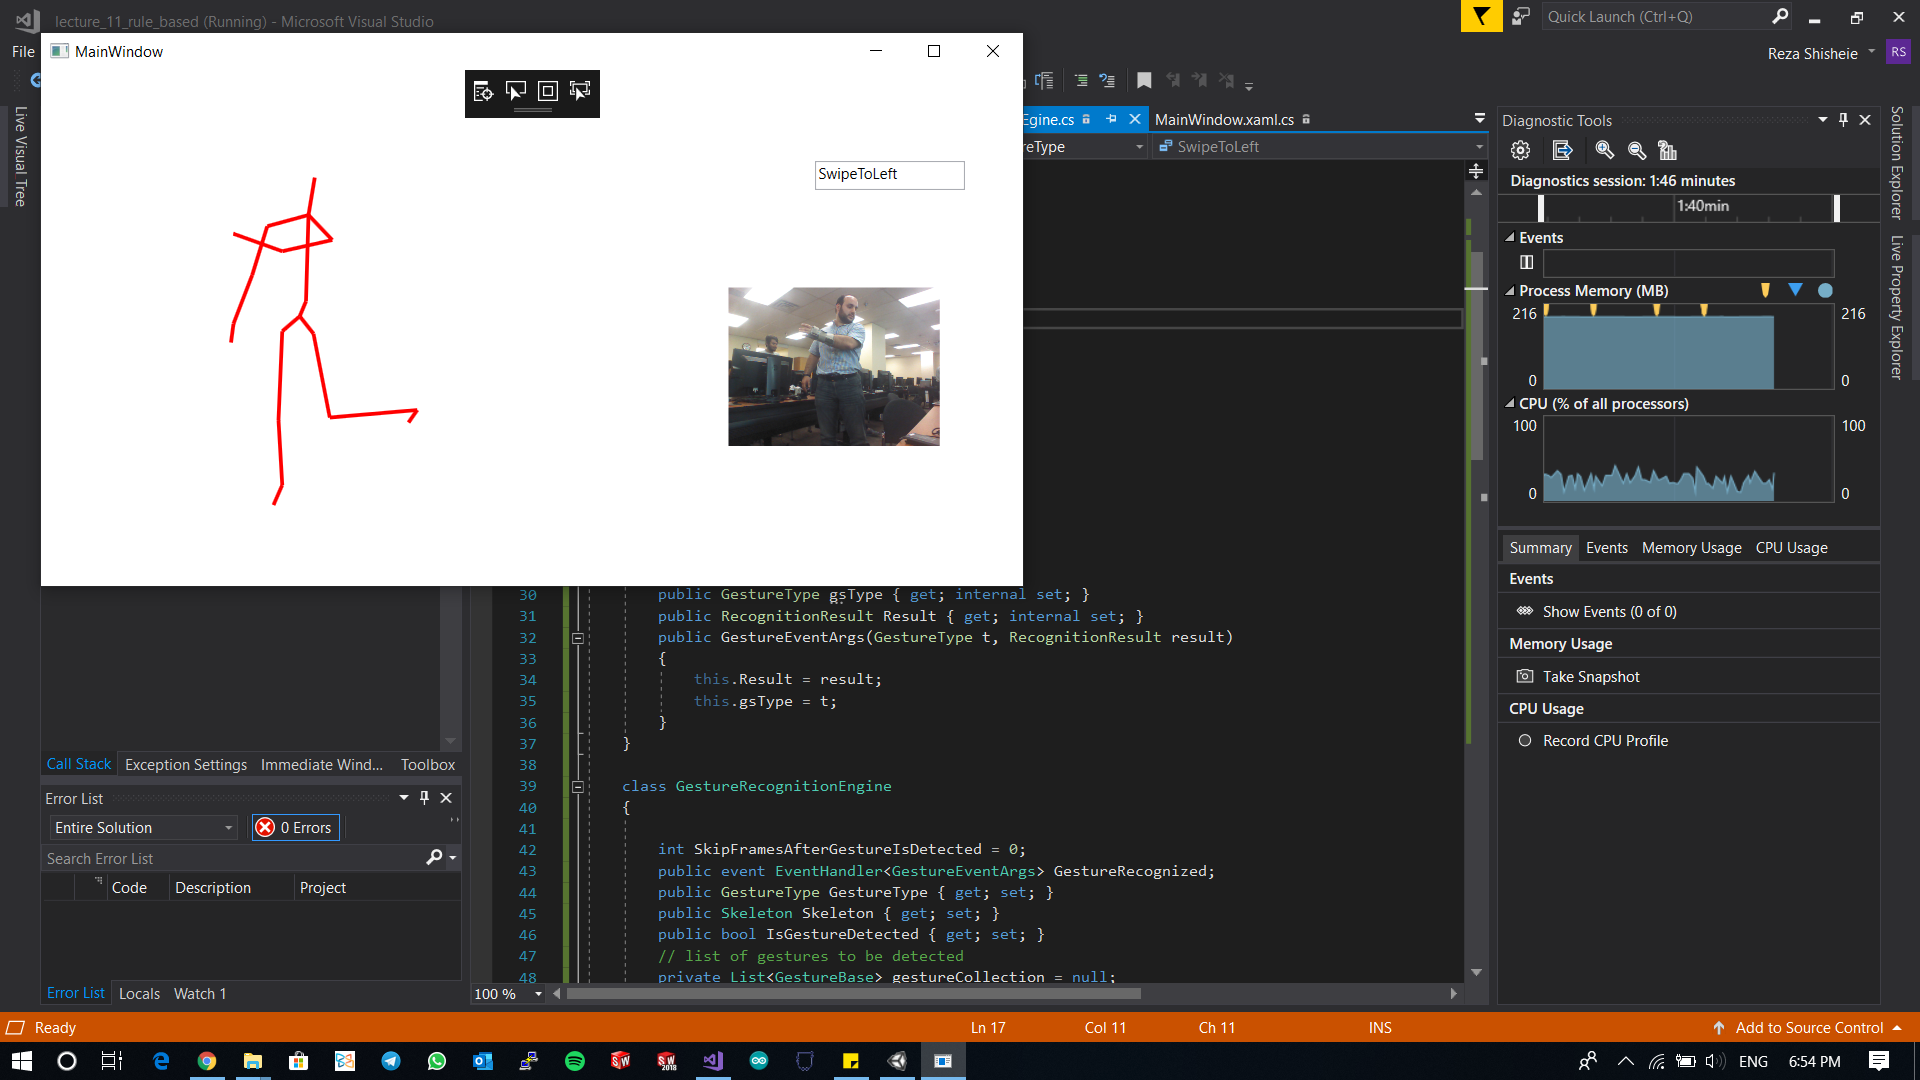 lecture_11_rule_based (Running) - Microsoft Visual Studio
Quick Launch (Ctrl+Q)
File
Reza Shisheie
RS
MainWindow
Live Visual Tree
SwipeToLeft
Egine.cs
MainWindow.xaml.cs
reType
SwipeToLeft
30 public GestureType gsType { get; internal set; }
31 public RecognitionResult Result { get; internal set; }
32 public GestureEventArgs(GestureType t, RecognitionResult result)
33 {
34 this.Result = result;
35 this.gsType = t;
36 }
37 }
38
39 class GestureRecognitionEngine
40 {
41
42 int SkipFramesAfterGestureIsDetected = 0;
43 public event EventHandler<GestureEventArgs> GestureRecognized;
44 public GestureType GestureType { get; set; }
45 public Skeleton Skeleton { get; set; }
46 public bool IsGestureDetected { get; set; }
47 // list of gestures to be detected
48 private List<GestureBase> gestureCollection = null;
100 %
Call Stack Exception Settings Immediate Wind... Toolbox
Error List
Entire Solution
0 Errors
Search Error List
Code Description Project
Error List Locals Watch 1
Diagnostic Tools
Diagnostics session: 1:46 minutes
1:40min
Events
Process Memory (MB)
216 216
0 0
CPU (% of all processors)
100 100
0 0
Summary Events Memory Usage CPU Usage
Events
Show Events (0 of 0)
Memory Usage
Take Snapshot
CPU Usage
Record CPU Profile
Solution Explorer
Live Property Explorer
Ready
Ln 17 Col 11 Ch 11 INS
Add to Source Control
SW
SW
2018
ENG 6:54 PM